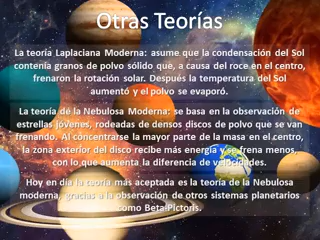 Otras Teorías
La teoría Laplaciana Moderna: asume que la condensación del Sol
contenía granos de polvo sólido que, a causa del roce en el centro,
frenaron la rotación solar. Después la temperatura del Sol
aumentó y el polvo se evaporó.
La teoría de la Nebulosa Moderna: se basa en la observación de
estrellas jóvenes, rodeadas de densos discos de polvo que se van
frenando. Al concentrarse la mayor parte de la masa en el centro,
la zona exterior del disco recibe más energía y se frena menos,
con lo que aumenta la diferencia de velocidades.
Hoy en día la teoría más aceptada es la teoría de la Nebulosa
moderna, gracias a la observación de otros sistemas planetarios
como Beta-Pictoris.